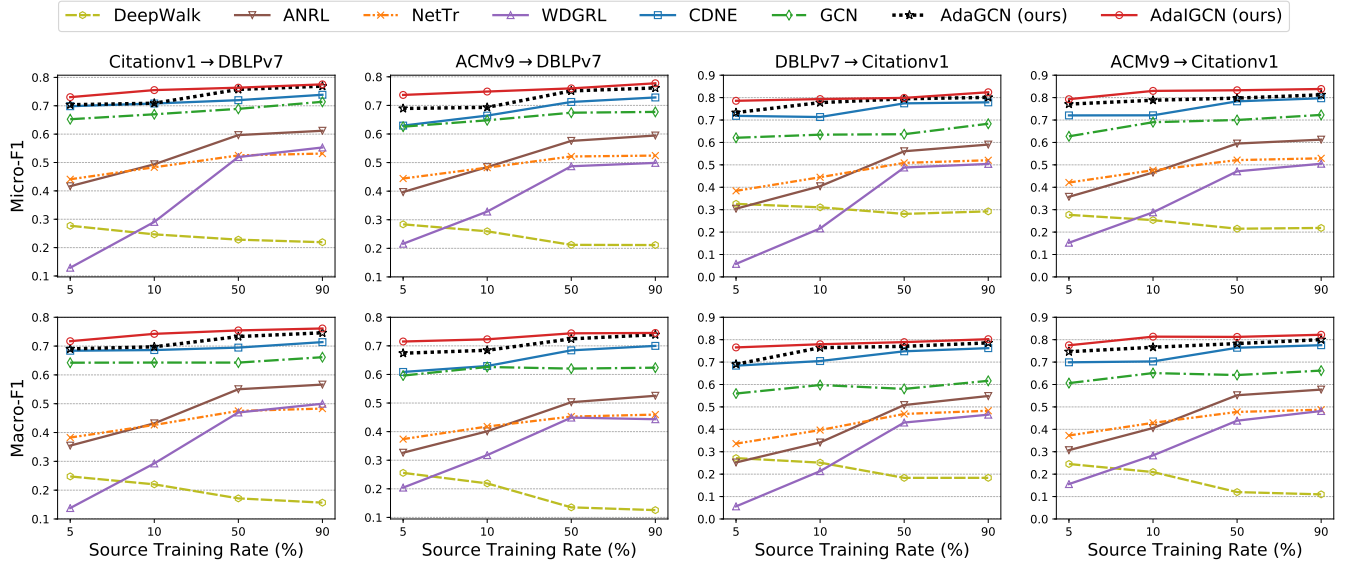 DeepWalk ANRL NetTr WDGRL CDNE GCN AdaGCN (ours) AdaIGCN (ours)
Citationv1→DBLPv7 ACMv9→DBLPv7 DBLPv7→Citationv1 ACMv9→Citationv1
Micro-F1
0.8 0.7 0.6 0.5 0.4 0.3 0.2 0.1
5 10 50 90
0.8 0.7 0.6 0.5 0.4 0.3 0.2 0.1
5 10 50 90
0.9 0.8 0.7 0.6 0.5 0.4 0.3 0.2 0.1 0.0
5 10 50 90
0.9 0.8 0.7 0.6 0.5 0.4 0.3 0.2 0.1 0.0
5 10 50 90
Macro-F1
0.8 0.7 0.6 0.5 0.4 0.3 0.2 0.1
5 10 50 90
0.8 0.7 0.6 0.5 0.4 0.3 0.2 0.1
5 10 50 90
0.9 0.8 0.7 0.6 0.5 0.4 0.3 0.2 0.1 0.0
5 10 50 90
0.9 0.8 0.7 0.6 0.5 0.4 0.3 0.2 0.1 0.0
5 10 50 90
Source Training Rate (%) Source Training Rate (%) Source Training Rate (%) Source Training Rate (%)